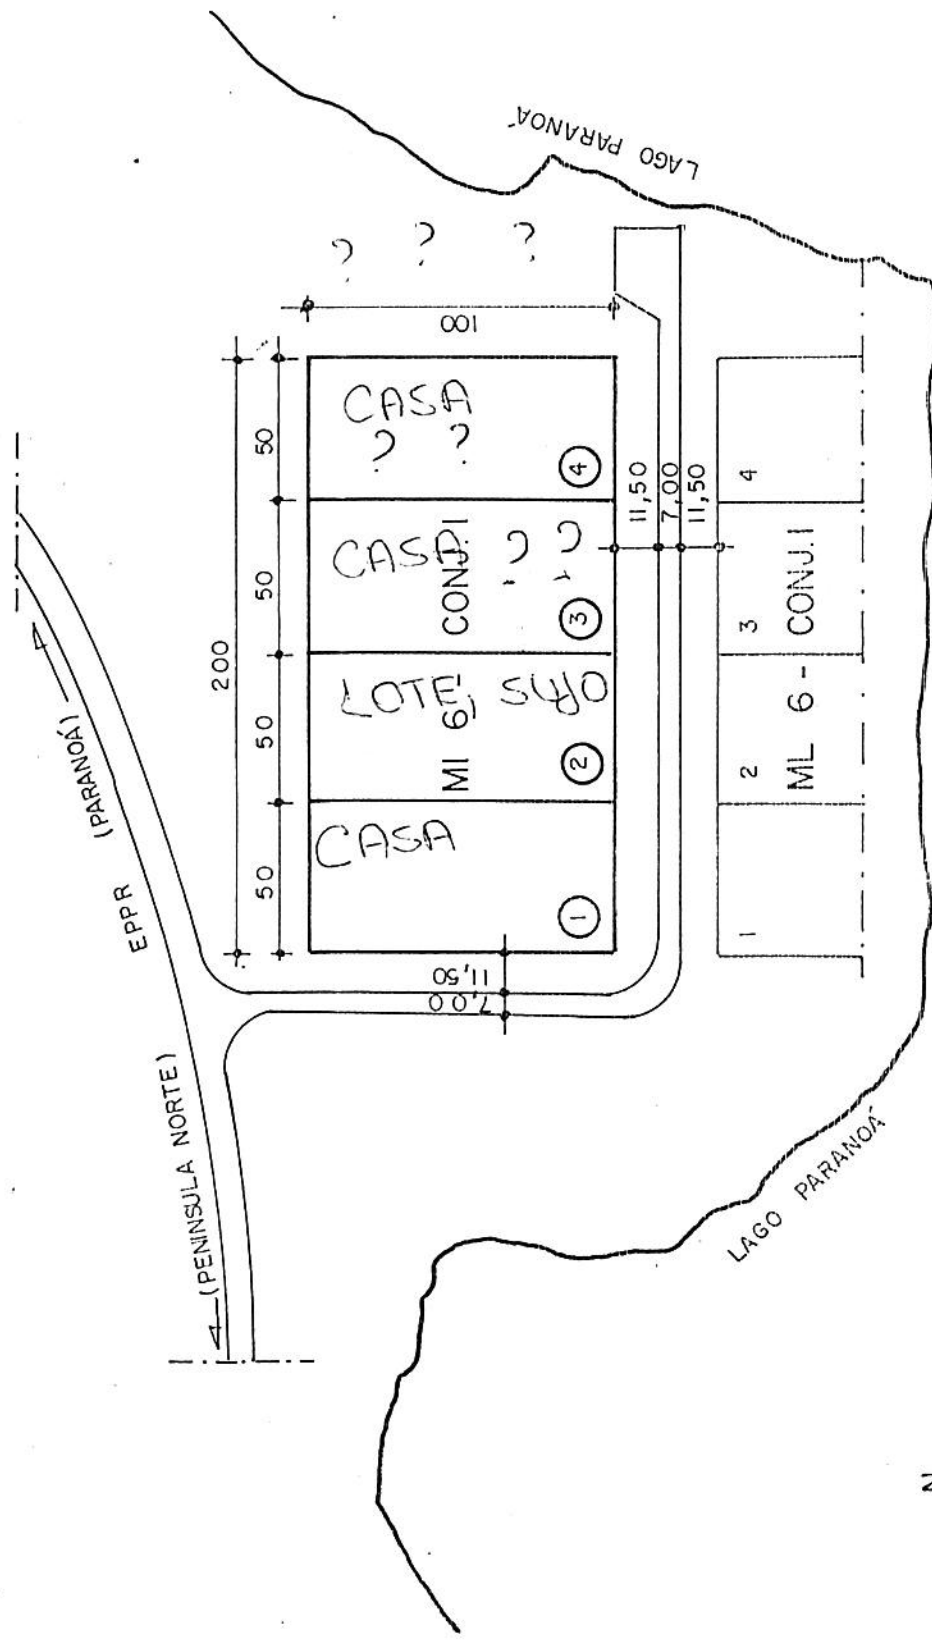 LAGO PARANOÁ
? ? ?
(PARANOÁ)
EPPR
(PENINSULA NORTE)
200
50 50 50 50
100
CASA
LOTE SUJO
CASA ? ?
CASA ? ?
MI 6, CONJ.I
1 2 3 4
11,50
7,00
11,50
7,00
11,50
1 2 3 4
ML 6 - CONJ.I
LAGO PARANOÁ
N